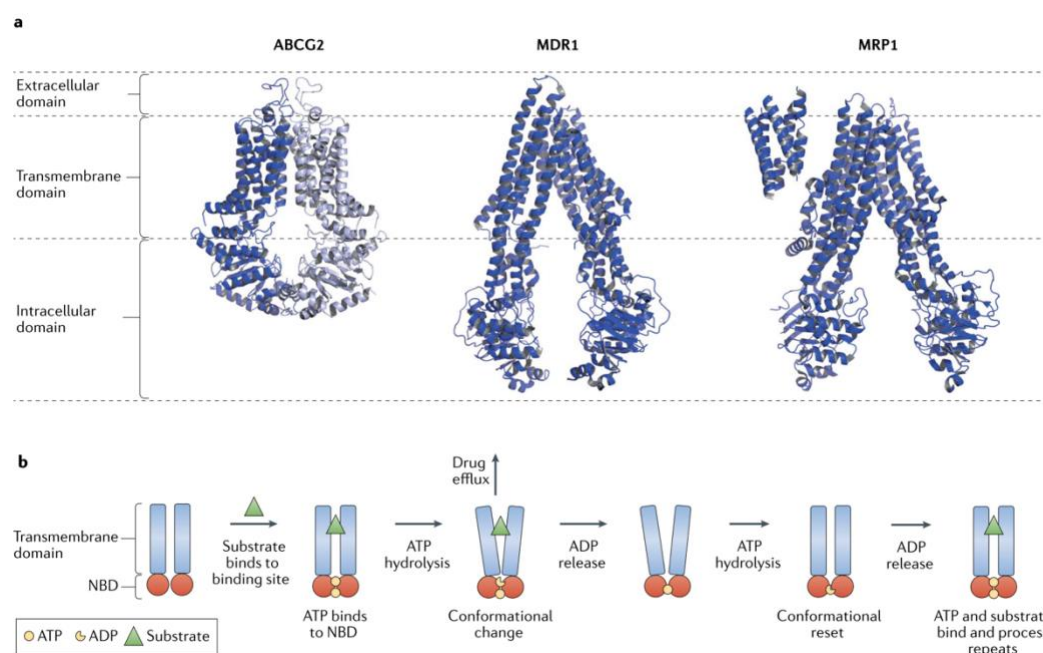 a
ABCG2
MDR1
MRP1
Extracellular
domain
Transmembrane
domain
Intracellular
domain
b
Drug
efflux
Transmembrane
domain
NBD
Substrate
binds to
binding site
ATP binds
to NBD
ATP
hydrolysis
Conformational
change
ADP
release
ATP
hydrolysis
Conformational
reset
ADP
release
ATP and substrat
bind and proces
repeats
ATP
ADP
Substrate